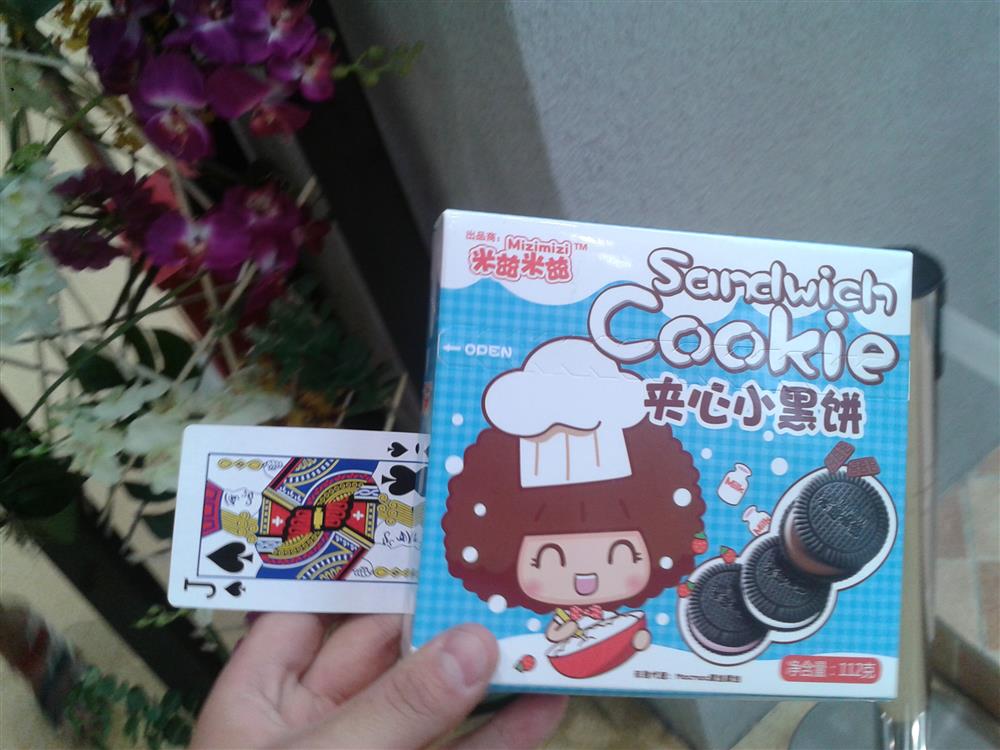 出品商：
Mizimizi™
米兹米兹
Sandwich
Cookie
夹心小黑饼
←OPEN
Milk
Milk
J
净含量：112克